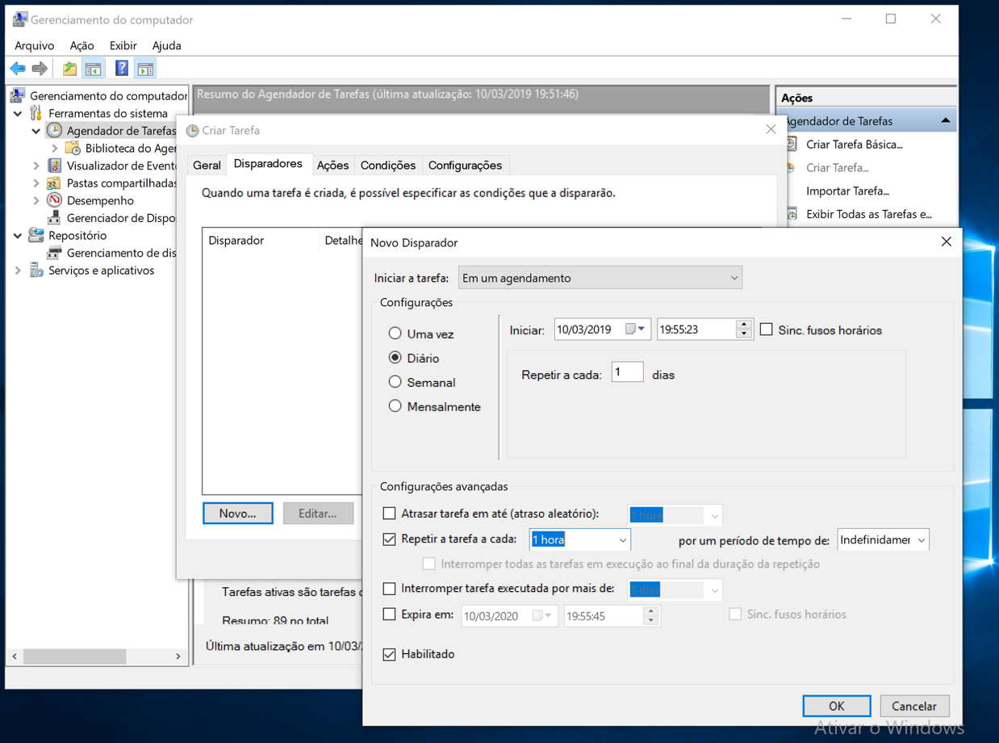 Gerenciamento do computador
Arquivo Ação Exibir Ajuda
Gerenciamento do computador
Ferramentas do sistema
Agendador de Tarefas
Biblioteca do Agen
Visualizador de Evento
Pastas compartilhadas
Desempenho
Gerenciador de Dispo
Repositório
Gerenciamento de dis
Serviços e aplicativos
Resumo do Agendador de Tarefas (última atualização: 10/03/2019 19:51:46)
Ações
Agendador de Tarefas
Criar Tarefa Básica...
Criar Tarefa...
Importar Tarefa...
Exibir Todas as Tarefas e...
Criar Tarefa
Geral Disparadores Ações Condições Configurações
Quando uma tarefa é criada, é possível especificar as condições que a dispararão.
Disparador Detalhe
Novo... Editar...
Tarefas ativas são tarefas
Resumo: 89 no total
Última atualização em 10/03/
Novo Disparador
Iniciar a tarefa: Em um agendamento
Configurações
Uma vez
Diário
Semanal
Mensalmente
Iniciar: 10/03/2019 19:55:23 Sinc. fusos horários
Repetir a cada: 1 dias
Configurações avançadas
Atrasar tarefa em até (atraso aleatório): 1 hora
Repetir a tarefa a cada: 1 hora por um período de tempo de: Indefinidamer
Interromper todas as tarefas em execução ao final da duração da repetição
Interromper tarefa executada por mais de: 3 dias
Expira em: 10/03/2020 19:55:45 Sinc. fusos horários
Habilitado
OK Cancelar
Ativar o Windows